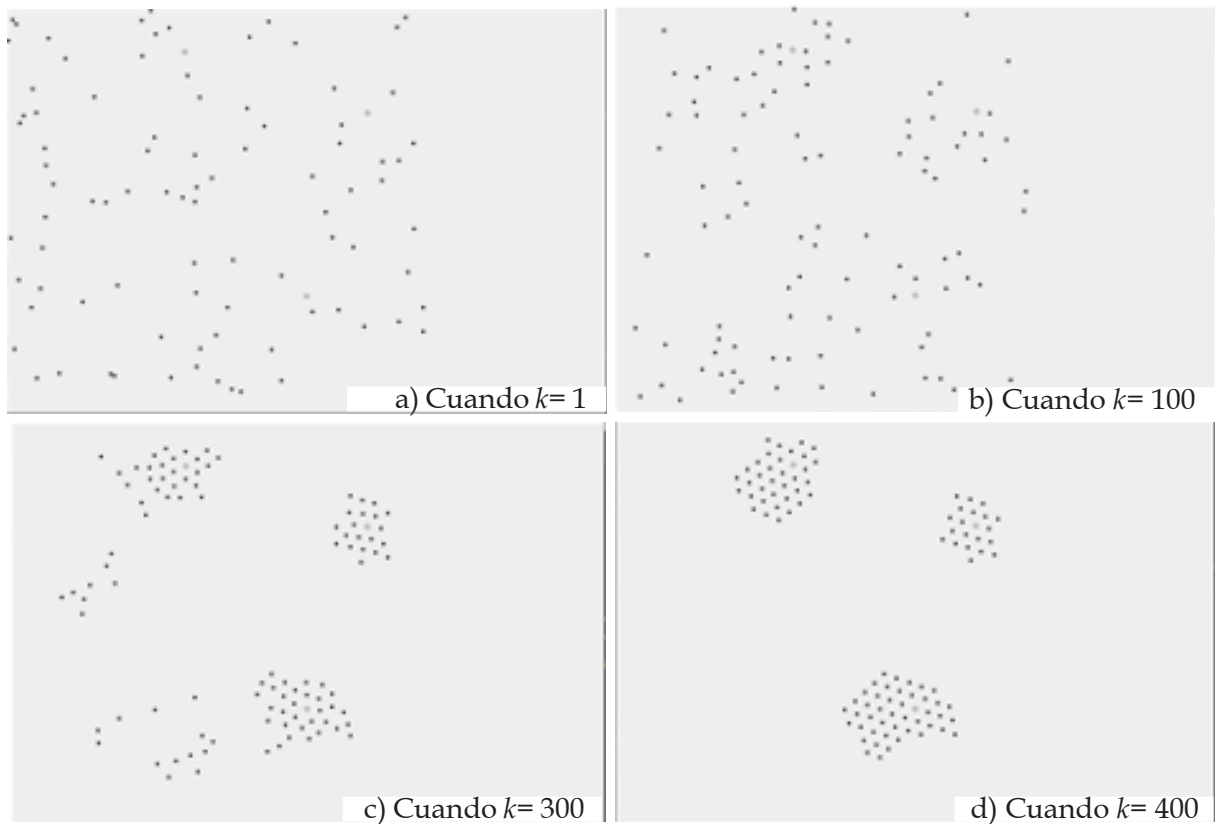 a) Cuando k= 1
b) Cuando k= 100
c) Cuando k= 300
d) Cuando k= 400